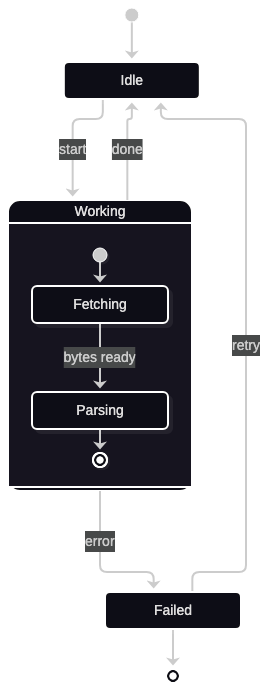 Idle
start
done
Working
Fetching
bytes ready
retry
Parsing
error
Failed